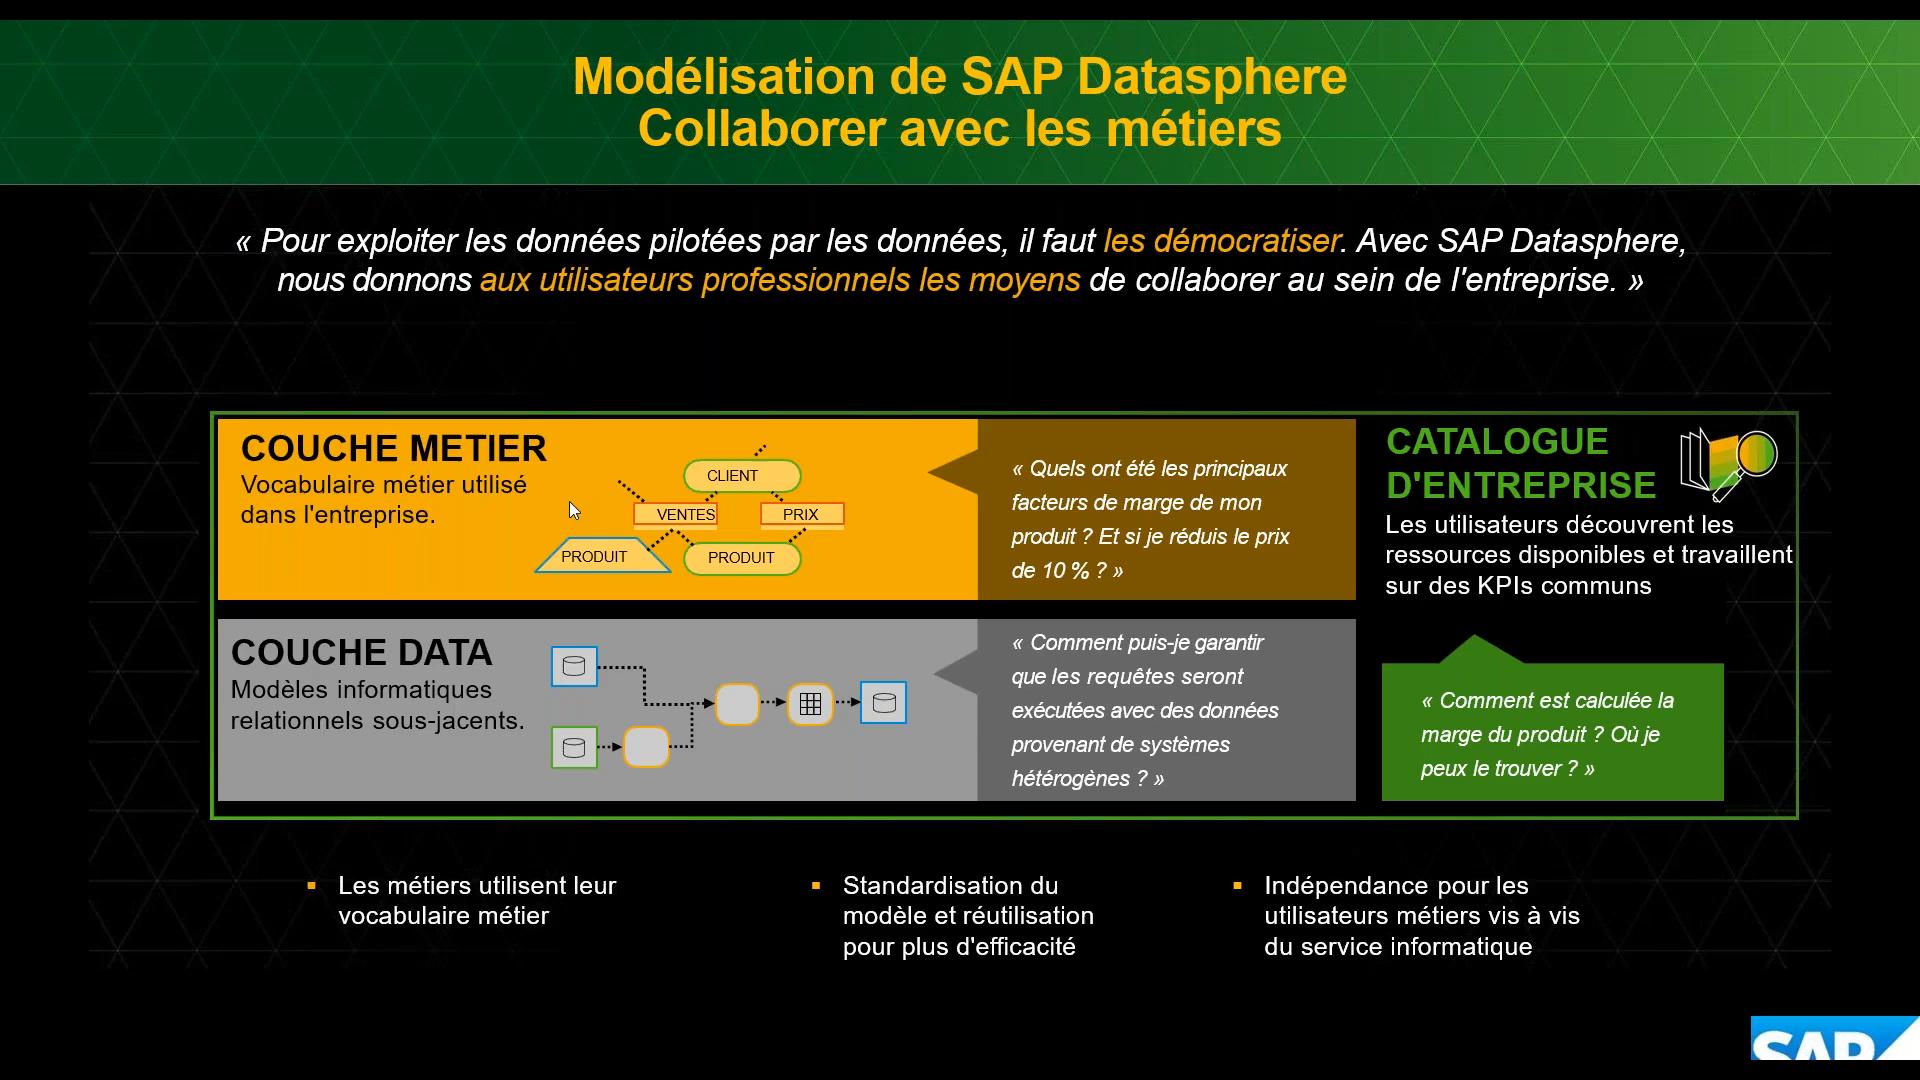 Modélisation de SAP Datasphere
Collaborer avec les métiers
« Pour exploiter les données pilotées par les données, il faut les démocratiser. Avec SAP Datasphere,
nous donnons aux utilisateurs professionnels les moyens de collaborer au sein de l'entreprise. »
COUCHE METIER
Vocabulaire métier utilisé
dans l'entreprise.
CLIENT
VENTES
PRIX
PRODUIT
PRODUIT
« Quels ont été les principaux
facteurs de marge de mon
produit ? Et si je réduis le prix
de 10 % ? »
CATALOGUE
D'ENTREPRISE
Les utilisateurs découvrent les
ressources disponibles et travaillent
sur des KPIs communs
COUCHE DATA
Modèles informatiques
relationnels sous-jacents.
« Comment puis-je garantir
que les requêtes seront
exécutées avec des données
provenant de systèmes
hétérogènes ? »
« Comment est calculée la
marge du produit ? Où je
peux le trouver ? »
▪ Les métiers utilisent leur
vocabulaire métier
▪ Standardisation du
modèle et réutilisation
pour plus d'efficacité
▪ Indépendance pour les
utilisateurs métiers vis à vis
du service informatique
SAP